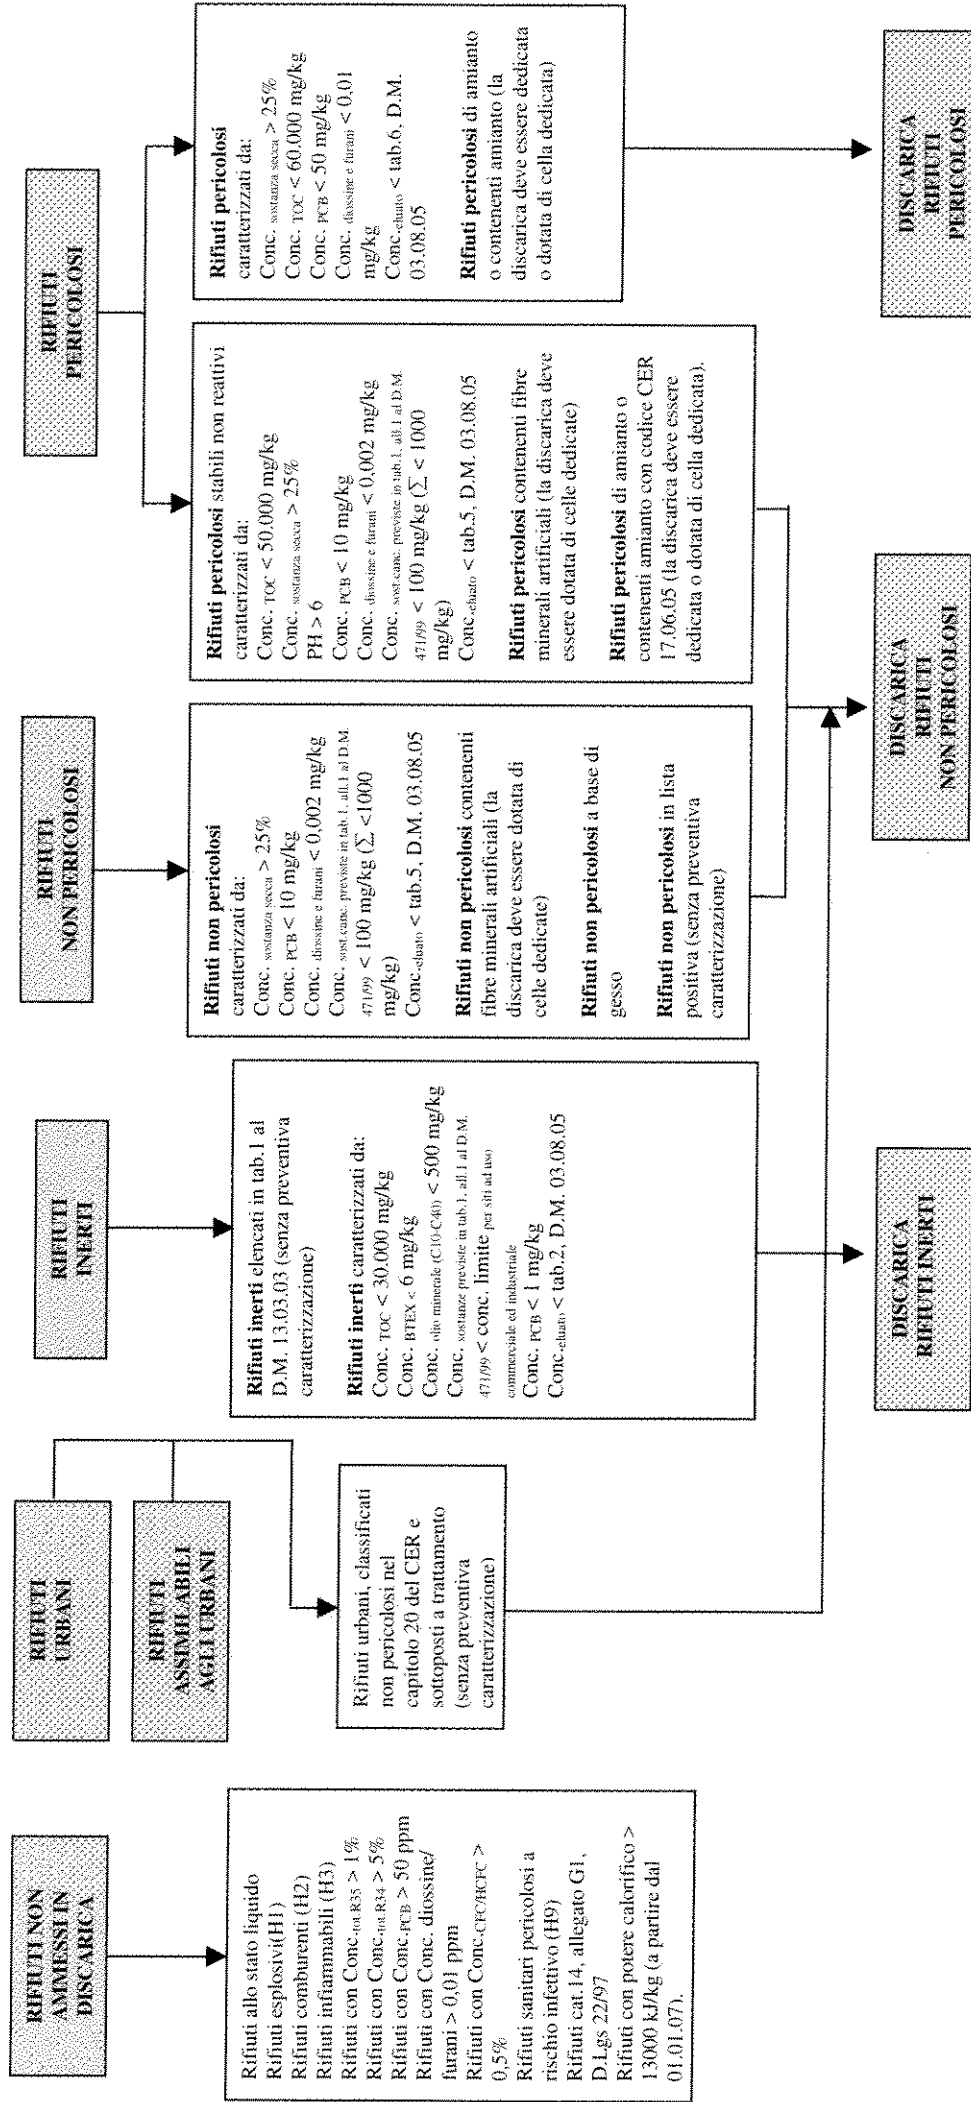 RIFIUTI NON
AMMESSI IN
DISCARICA
Rifiuti allo stato liquido
Rifiuti esplosivi(H1)
Rifiuti comburenti (H2)
Rifiuti infiammabili (H3)
Rifiuti con Conc.tot.R35 > 1%
Rifiuti con Conc.tot.R34 > 5%
Rifiuti con Conc.PCB > 50 ppm
Rifiuti con Conc. diossine/
furani > 0,01 ppm
Rifiuti con Conc.CFC/HCFC >
0,5%
Rifiuti sanitari pericolosi a
rischio infettivo (H9)
Rifiuti cat.14, allegato G1,
D.Lgs 22/97
Rifiuti con potere calorifico >
13000 kJ/kg (a partire dal
01.01.07).
RIFIUTI
URBANI
RIFIUTI
ASSIMILABILI
AGLI URBANI
Rifiuti urbani, classificati
non pericolosi nel
capitolo 20 del CER e
sottoposti a trattamento
(senza preventiva
caratterizzazione)
RIFIUTI
INERTI
Rifiuti inerti elencati in tab.1 al
D.M. 13.03.03 (senza preventiva
caratterizzazione)
Rifiuti inerti caratterizzati da:
Conc. TOC < 30.000 mg/kg
Conc. BTEX < 6 mg/kg
Conc. olio minerale (C10-C40) < 500 mg/kg
Conc. sostanze previste in tab.1, all.1 al D.M.
471/99 < conc. limite per siti ad uso
commerciale ed industriale
Conc. PCB < 1 mg/kg
Conc.eluato < tab.2, D.M. 03.08.05
DISCARICA
RIFIUTI INERTI
RIFIUTI
NON PERICOLOSI
Rifiuti non pericolosi
caratterizzati da:
Conc. sostanza secca > 25%
Conc. PCB < 10 mg/kg
Conc. diossine e furani < 0,002 mg/kg
Conc. sost.canc. previste in tab.1, all.1 al D.M.
471/99 < 100 mg/kg (∑ <1000
mg/kg)
Conc.eluato < tab.5, D.M. 03.08.05
Rifiuti non pericolosi contenenti
fibre minerali artificiali (la
discarica deve essere dotata di
celle dedicate)
Rifiuti non pericolosi a base di
gesso
Rifiuti non pericolosi in lista
positiva (senza preventiva
caratterizzazione)
RIFIUTI
PERICOLOSI
Rifiuti pericolosi stabili non reattivi
caratterizzati da:
Conc. TOC < 50.000 mg/kg
Conc. sostanza secca > 25%
PH > 6
Conc. PCB < 10 mg/kg
Conc. diossine e furani < 0,002 mg/kg
Conc. sost.canc. previste in tab.1, all.1 al D.M.
471/99 < 100 mg/kg (∑ < 1000
mg/kg)
Conc.eluato < tab.5, D.M. 03.08.05
Rifiuti pericolosi contenenti fibre
minerali artificiali (la discarica deve
essere dotata di celle dedicate)
Rifiuti pericolosi di amianto o
contenenti amianto con codice CER
17.06.05 (la discarica deve essere
dedicata o dotata di cella dedicata).
DISCARICA
RIFIUTI
NON PERICOLOSI
Rifiuti pericolosi
caratterizzati da:
Conc. sostanza secca > 25%
Conc. TOC < 60.000 mg/kg
Conc. PCB < 50 mg/kg
Conc. diossine e furani < 0,01
mg/kg
Conc.eluato < tab.6, D.M.
03.08.05
Rifiuti pericolosi di amianto
o contenenti amianto (la
discarica deve essere dedicata
o dotata di cella dedicata)
DISCARICA
RIFIUTI
PERICOLOSI